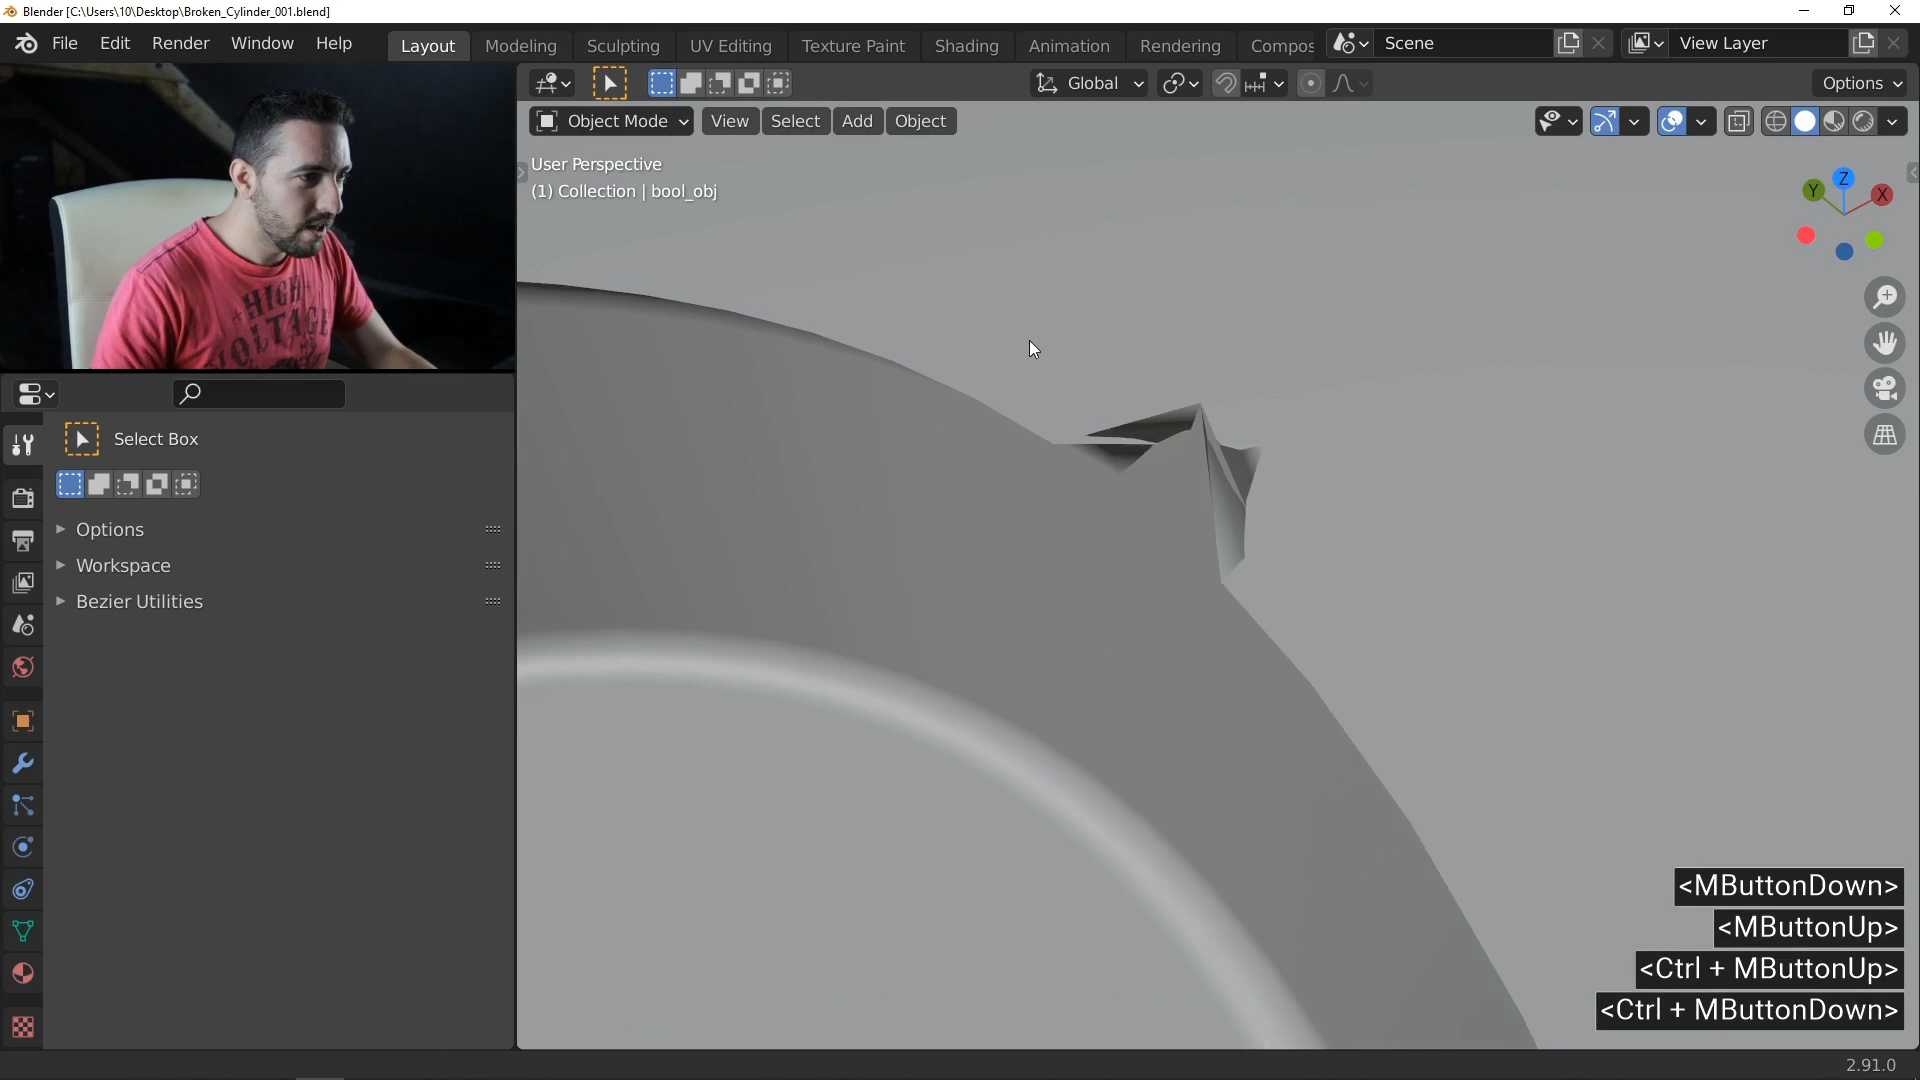 Blender [C:\Users\10\Desktop\Broken_Cylinder_001.blend]
File Edit Render Window Help
Layout Modeling Sculpting UV Editing Texture Paint Shading Animation Rendering Compos
Scene
View Layer
Global
Options
Object Mode View Select Add Object
User Perspective
(1) Collection | bool_obj
Z
Y
X
HIGH
VOLTAGE
Select Box
Options
Workspace
Bezier Utilities
<MButtonDown>
<MButtonUp>
<Ctrl + MButtonUp>
<Ctrl + MButtonDown>
2.91.0